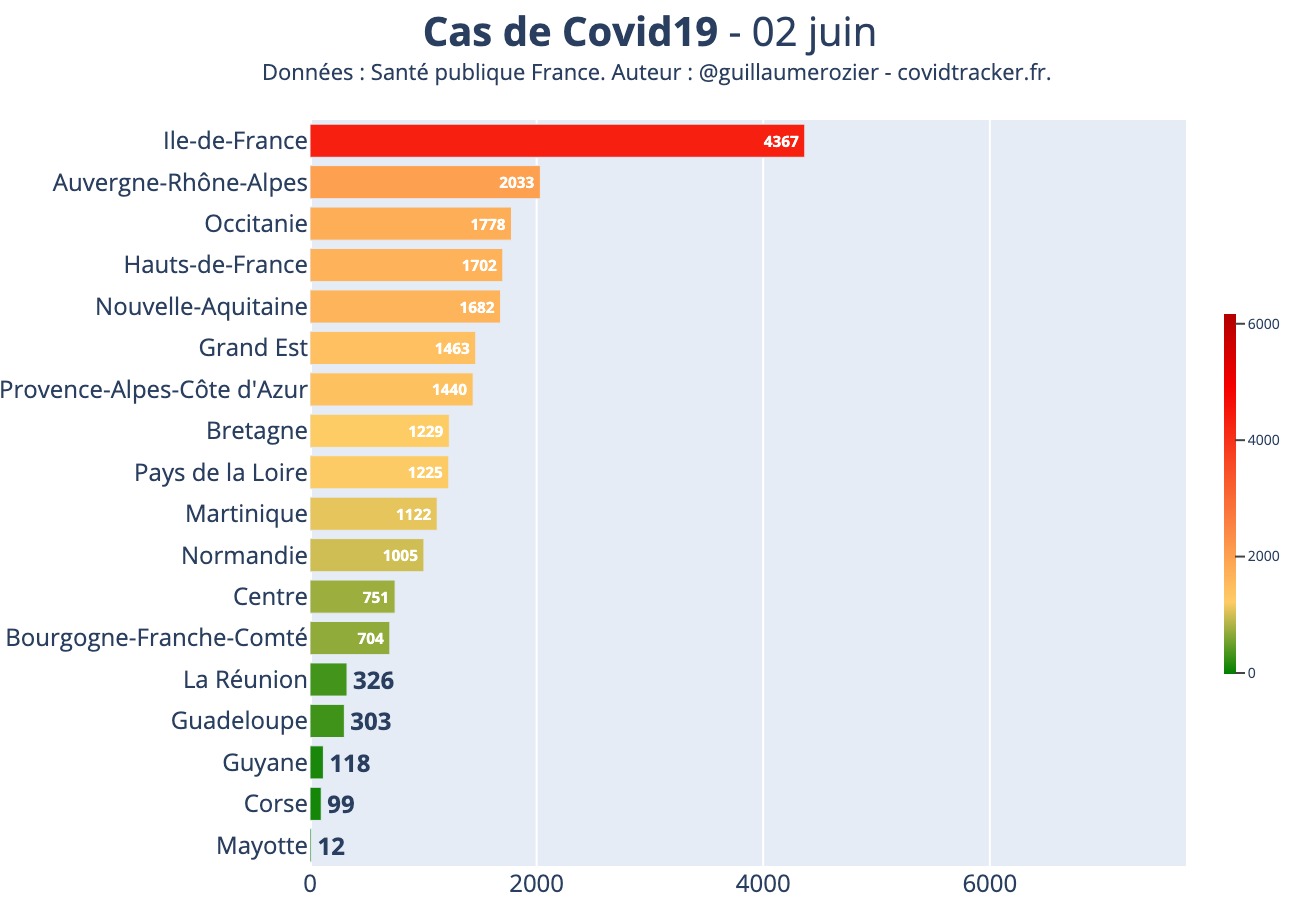 Cas de Covid19 - 02 juin
Données : Santé publique France. Auteur : @guillaumerozier - covidtracker.fr.
Ile-de-France 4367
Auvergne-Rhône-Alpes 2033
Occitanie 1778
Hauts-de-France 1702
Nouvelle-Aquitaine 1682
Grand Est 1463
Provence-Alpes-Côte d'Azur 1440
Bretagne 1229
Pays de la Loire 1225
Martinique 1122
Normandie 1005
Centre 751
Bourgogne-Franche-Comté 704
La Réunion 326
Guadeloupe 303
Guyane 118
Corse 99
Mayotte 12
0 2000 4000 6000
6000
4000
2000
0